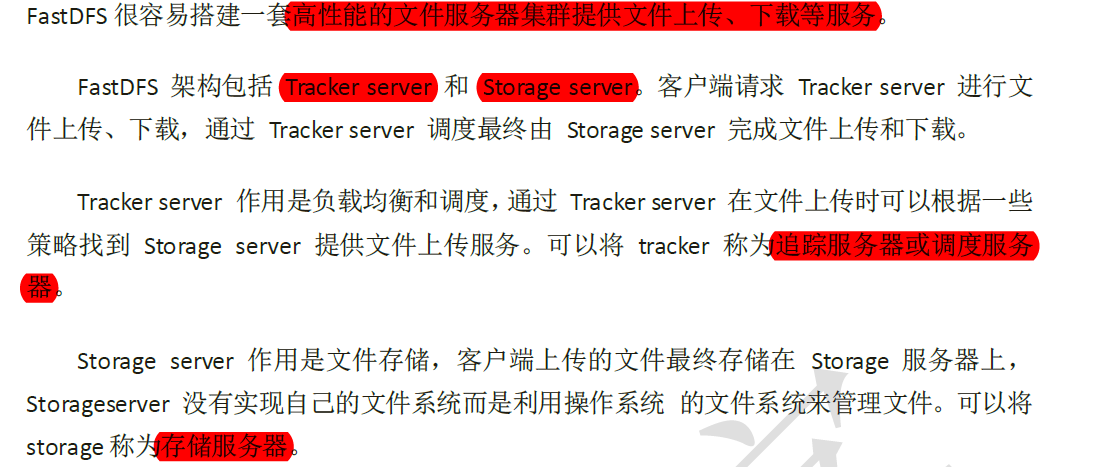 FastDFS 很容易搭建一套高性能的文件服务器集群提供文件上传、下载等服务。
FastDFS 架构包括 Tracker server 和 Storage server。客户端请求 Tracker server 进行文
件上传、下载，通过 Tracker server 调度最终由 Storage server 完成文件上传和下载。
Tracker server 作用是负载均衡和调度，通过 Tracker server 在文件上传时可以根据一些
策略找到 Storage server 提供文件上传服务。可以将 tracker 称为追踪服务器或调度服务
器。
Storage server 作用是文件存储，客户端上传的文件最终存储在 Storage 服务器上，
Storageserver 没有实现自己的文件系统而是利用操作系统 的文件系统来管理文件。可以将
storage 称为存储服务器。